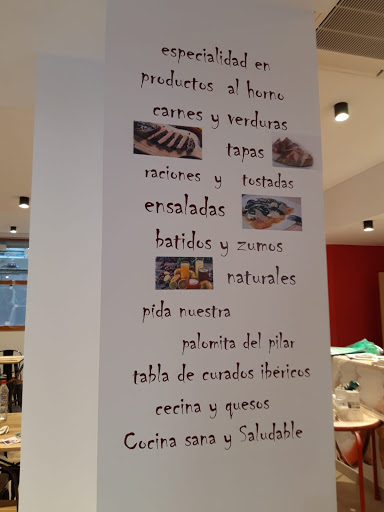 especialidad en
productos al horno
carnes y verduras
tapas
raciones y tostadas
ensaladas
batidos y zumos
naturales
pida nuestra
palomita del pilar
tabla de curados ibéricos
cecina y quesos
Cocina sana y Saludable